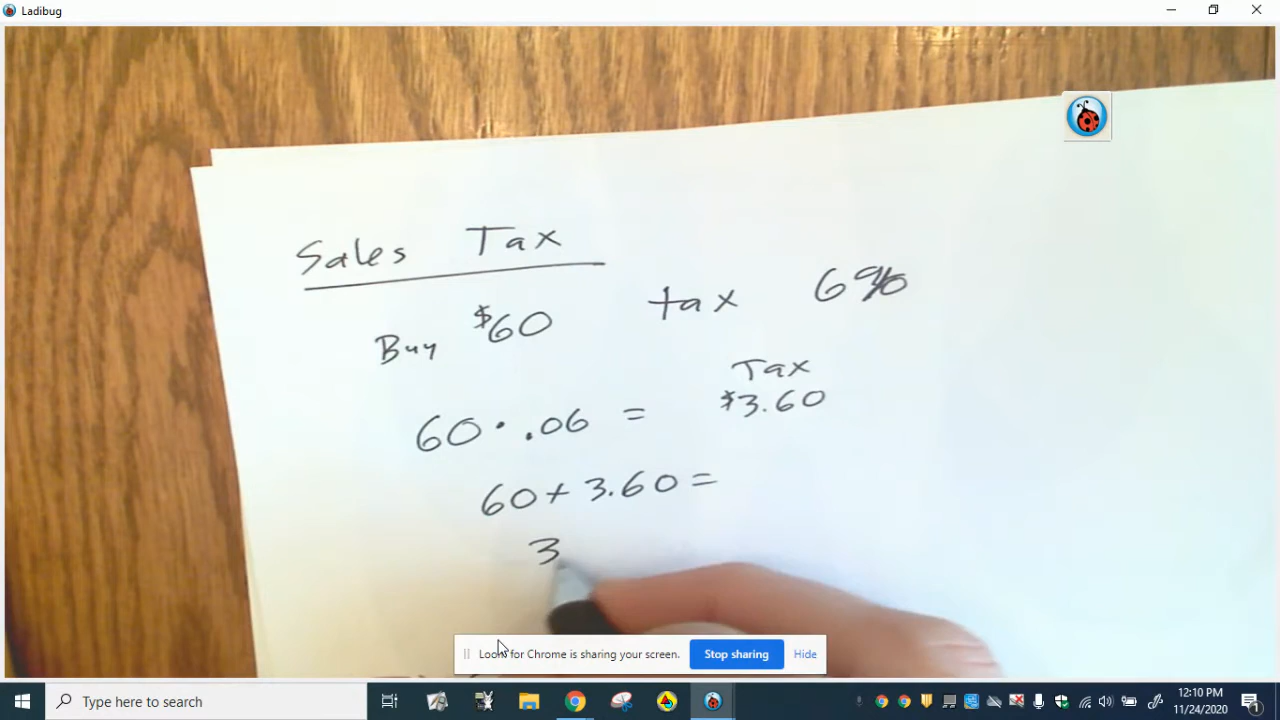 Ladibug
Sales Tax
Buy $60 tax 6%
Tax
60 · .06 = $3.60
60 + 3.60 =
3
Loom for Chrome is sharing your screen. Stop sharing Hide
Type here to search
12:10 PM
11/24/2020
1